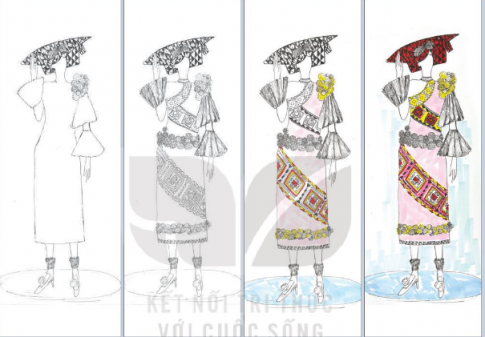 KẾT NỐI TRI THỨC
VỚI CUỘC SỐNG